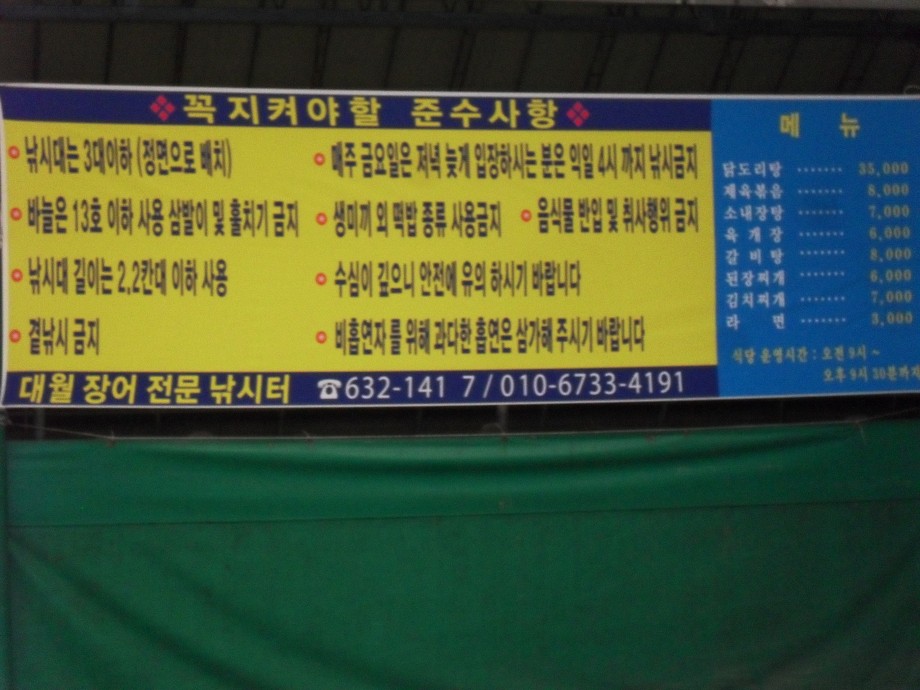 꼭지켜야할 준수사항
낚시대는 3대이하 (정면으로 배치)
바늘은 13호 이하 사용 삼발이 및 훌치기 금지
낚시대 길이는 2,2칸대 이하 사용
결낚시 금지
매주 금요일은 저녁 늦게 입장하시는 분은 익일 4시 까지 낚시금지
생미끼 외 떡밥 종류 사용금지
음식물 반입 및 취사행위 금지
수심이 깊으니 안전에 유의 하시기 바랍니다
비흡연자를 위해 과다한 흡연은 삼가해 주시기 바랍니다
대월 장어 전문 낚시터 ☎632-141 7 / 010-6733-4191
메 뉴
닭도리탕 ······· 35,000
제육볶음 ······· 8,000
소내장탕 ······· 7,000
육 개 장 ······· 6,000
갈 비 탕 ······· 8,000
된장찌개 ······· 6,000
김치찌개 ······· 7,000
라 면 ······· 3,000
식당 운영시간 : 오전 9시 ~
오후 9시 30분까지